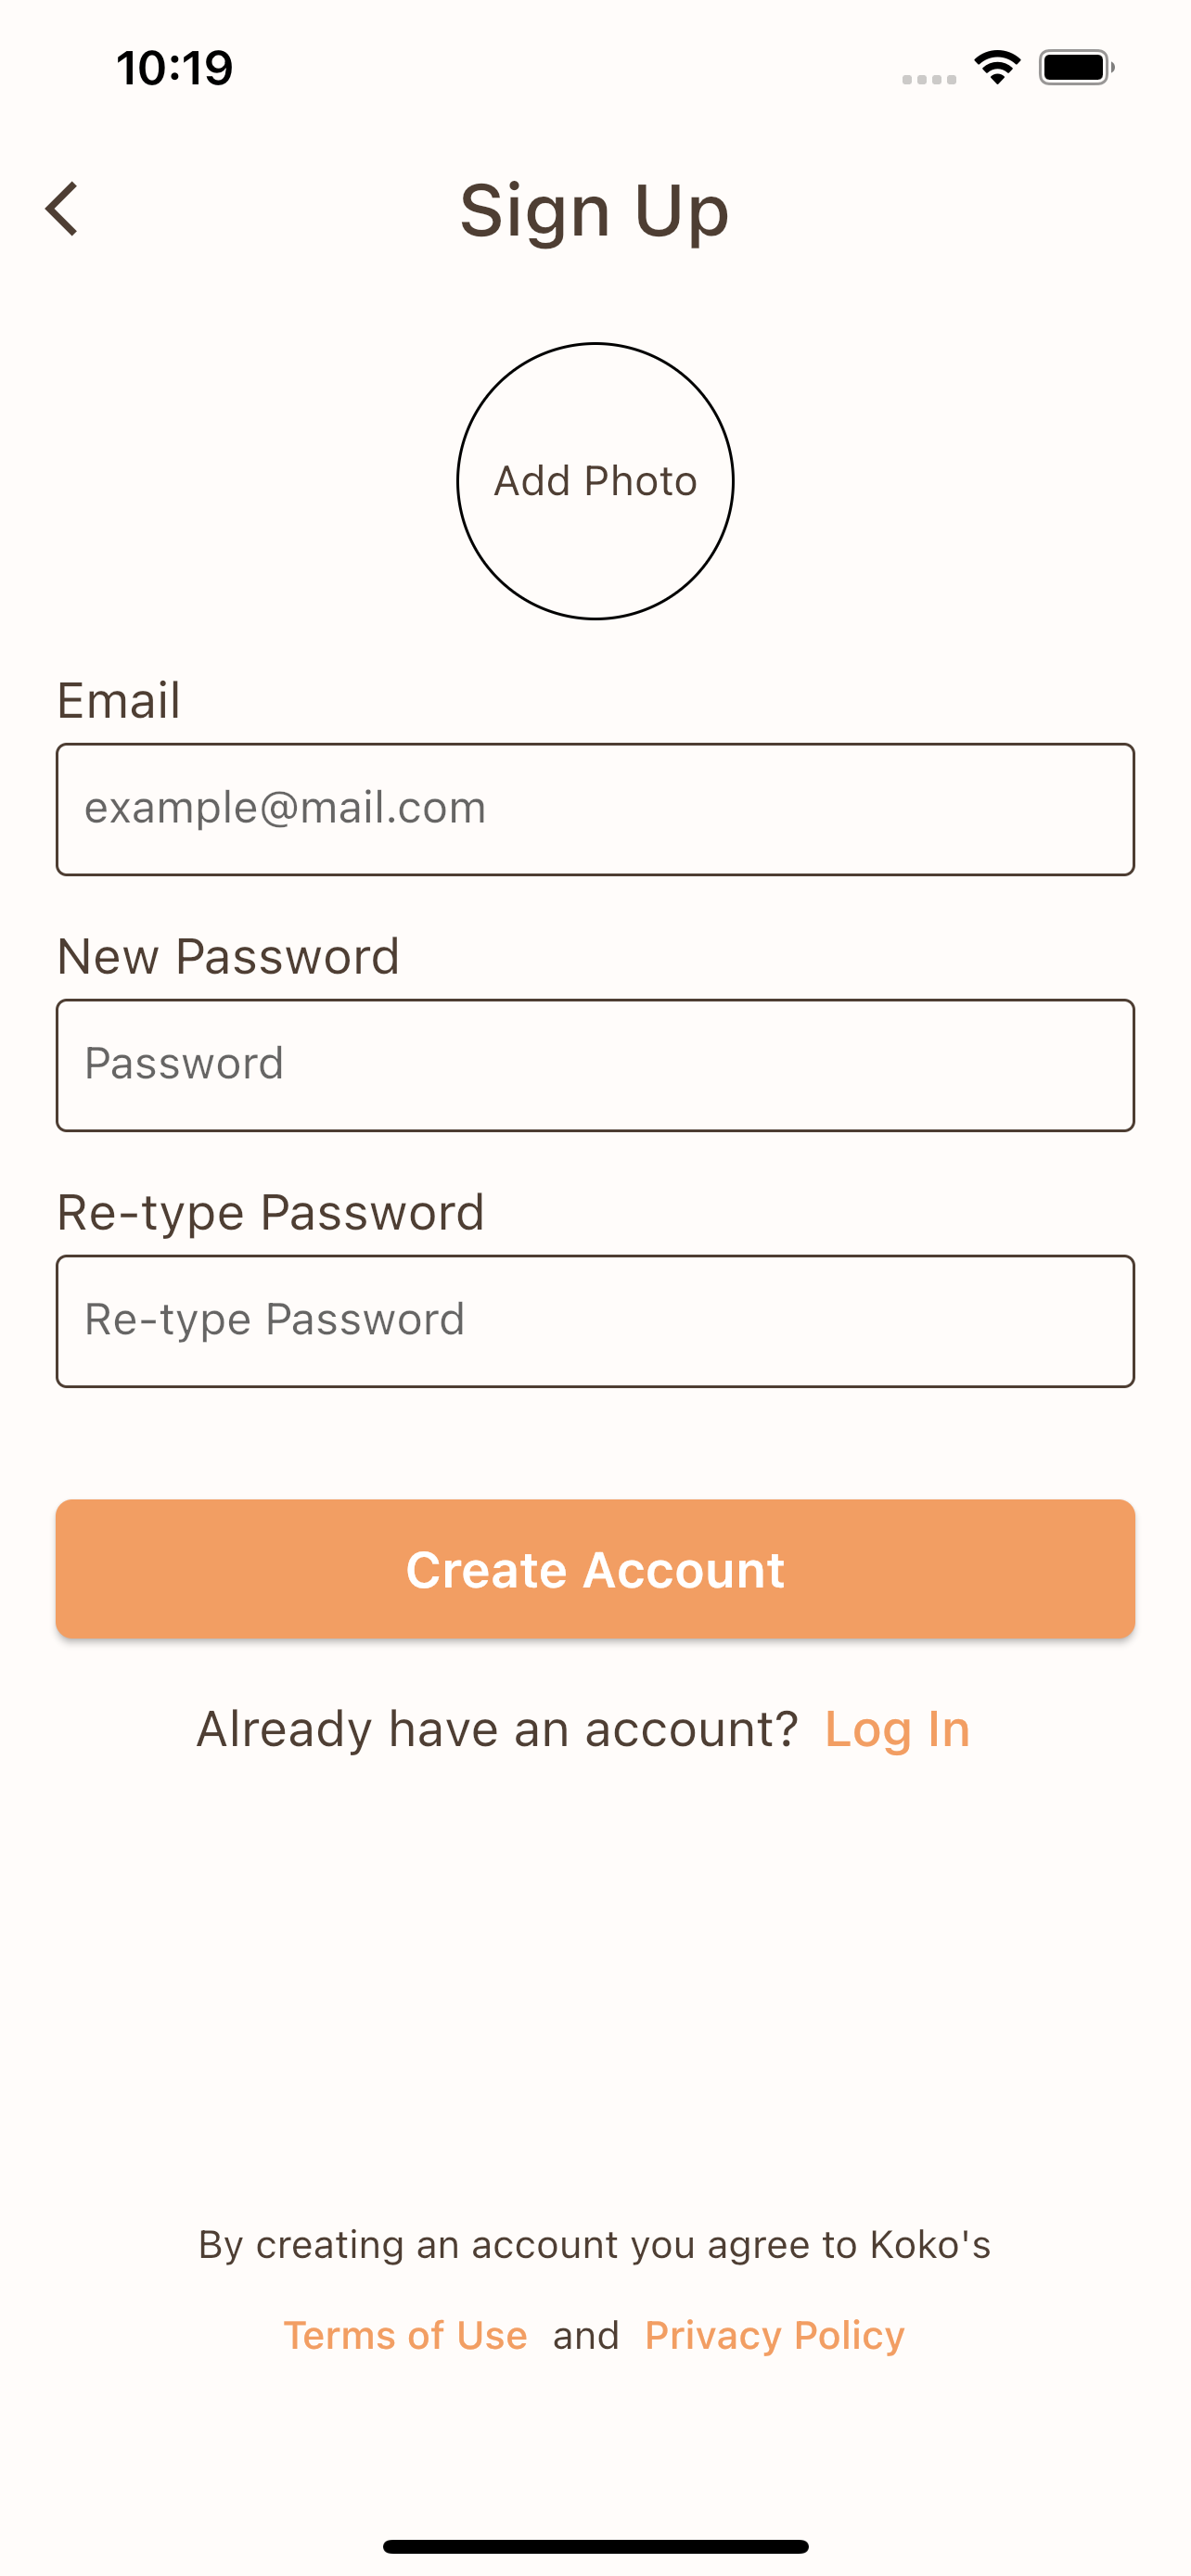 10:19
Sign Up
Add Photo
Email
example@mail.com
New Password
Password
Re-type Password
Re-type Password
Create Account
Already have an account? Log In
By creating an account you agree to Koko's
Terms of Use and Privacy Policy